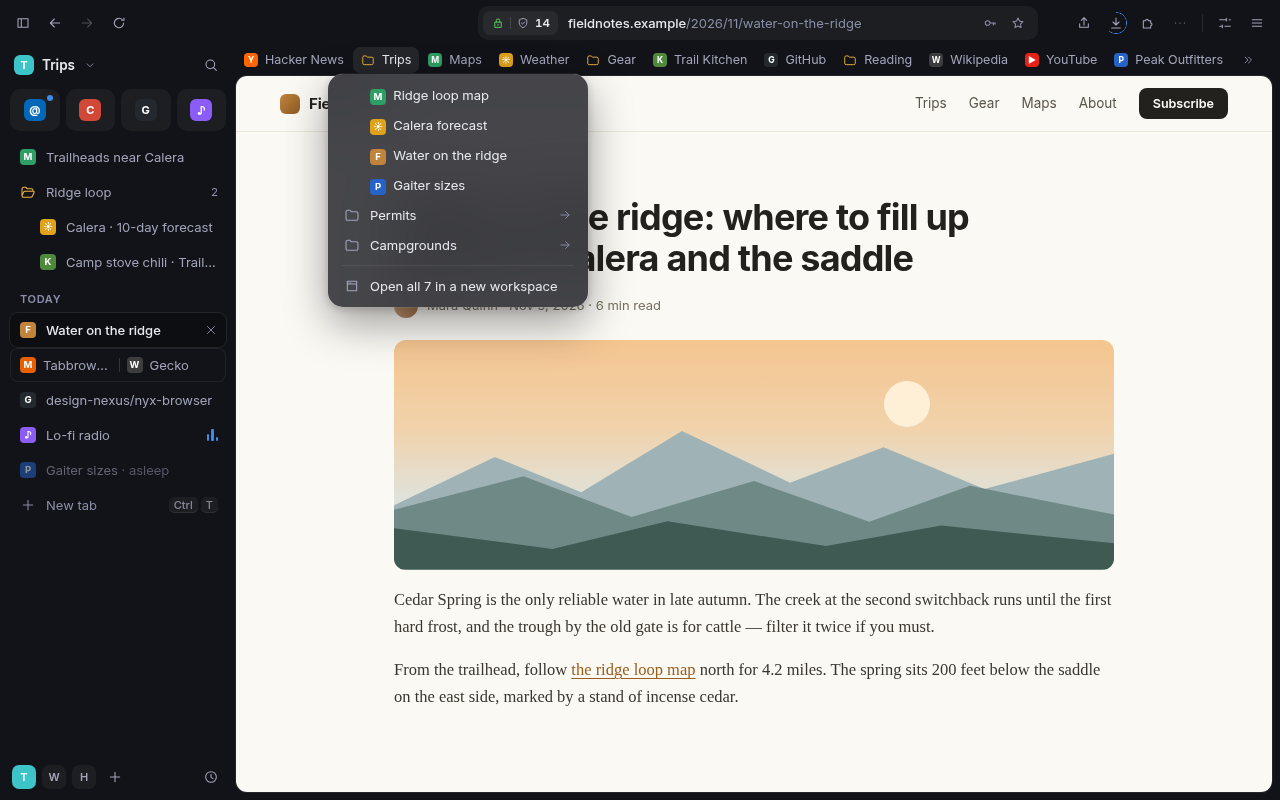 14 fieldnotes.example/2026/11/water-on-the-ridge
T Trips
Y Hacker News Trips M Maps Weather Gear K Trail Kitchen G GitHub Reading W Wikipedia YouTube P Peak Outfitters
@ C G
M Trailheads near Calera
Ridge loop 2
Calera · 10-day forecast
K Camp stove chili · Trail...
TODAY
F Water on the ridge
M Tabbrow... W Gecko
G design-nexus/nyx-browser
Lo-fi radio
P Gaiter sizes · asleep
New tab Ctrl T
T W H
M Ridge loop map
Calera forecast
F Water on the ridge
P Gaiter sizes
Permits
Campgrounds
Open all 7 in a new workspace
Trips Gear Maps About Subscribe
ridge: where to fill up
and the saddle
6 min read
Cedar Spring is the only reliable water in late autumn. The creek at the second switchback runs until the first
hard frost, and the trough by the old gate is for cattle — filter it twice if you must.
From the trailhead, follow the ridge loop map north for 4.2 miles. The spring sits 200 feet below the saddle
on the east side, marked by a stand of incense cedar.